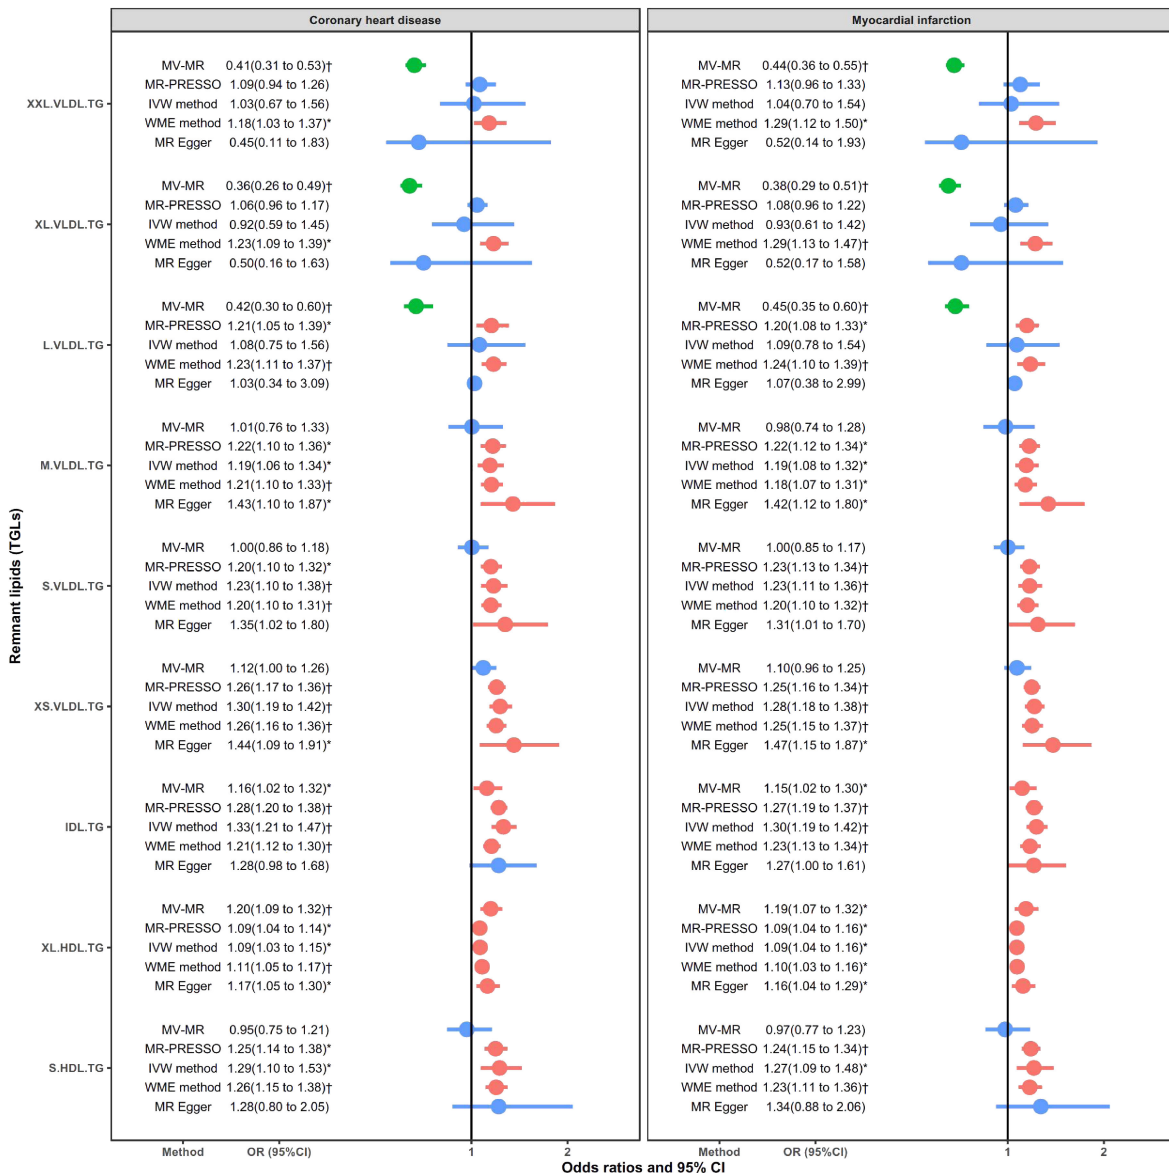 Coronary heart disease Myocardial infarction
MV-MR 0.41(0.31 to 0.53)† MV-MR 0.44(0.36 to 0.55)†
MR-PRESSO 1.09(0.94 to 1.26) MR-PRESSO 1.13(0.96 to 1.33)
XXL.VLDL.TG IVW method 1.03(0.67 to 1.56) IVW method 1.04(0.70 to 1.54)
WME method 1.18(1.03 to 1.37)* WME method 1.29(1.12 to 1.50)*
MR Egger 0.45(0.11 to 1.83) MR Egger 0.52(0.14 to 1.93)
MV-MR 0.36(0.26 to 0.49)† MV-MR 0.38(0.29 to 0.51)†
MR-PRESSO 1.06(0.96 to 1.17) MR-PRESSO 1.08(0.96 to 1.22)
XL.VLDL.TG IVW method 0.92(0.59 to 1.45) IVW method 0.93(0.61 to 1.42)
WME method 1.23(1.09 to 1.39)* WME method 1.29(1.13 to 1.47)†
MR Egger 0.50(0.16 to 1.63) MR Egger 0.52(0.17 to 1.58)
MV-MR 0.42(0.30 to 0.60)† MV-MR 0.45(0.35 to 0.60)†
MR-PRESSO 1.21(1.05 to 1.39)* MR-PRESSO 1.20(1.08 to 1.33)*
L.VLDL.TG IVW method 1.08(0.75 to 1.56) IVW method 1.09(0.78 to 1.54)
WME method 1.23(1.11 to 1.37)† WME method 1.24(1.10 to 1.39)†
MR Egger 1.03(0.34 to 3.09) MR Egger 1.07(0.38 to 2.99)
MV-MR 1.01(0.76 to 1.33) MV-MR 0.98(0.74 to 1.28)
MR-PRESSO 1.22(1.10 to 1.36)* MR-PRESSO 1.22(1.12 to 1.34)*
M.VLDL.TG IVW method 1.19(1.06 to 1.34)* IVW method 1.19(1.08 to 1.32)*
WME method 1.21(1.10 to 1.33)† WME method 1.18(1.07 to 1.31)*
MR Egger 1.43(1.10 to 1.87)* MR Egger 1.42(1.12 to 1.80)*
MV-MR 1.00(0.86 to 1.18) MV-MR 1.00(0.85 to 1.17)
MR-PRESSO 1.20(1.10 to 1.32)* MR-PRESSO 1.23(1.13 to 1.34)†
S.VLDL.TG IVW method 1.23(1.10 to 1.38)† IVW method 1.23(1.11 to 1.36)†
WME method 1.20(1.10 to 1.31)† WME method 1.20(1.10 to 1.32)†
MR Egger 1.35(1.02 to 1.80) MR Egger 1.31(1.01 to 1.70)
Remnant lipids (TGLs)
MV-MR 1.12(1.00 to 1.26) MV-MR 1.10(0.96 to 1.25)
MR-PRESSO 1.26(1.17 to 1.36)† MR-PRESSO 1.25(1.16 to 1.34)†
XS.VLDL.TG IVW method 1.30(1.19 to 1.42)† IVW method 1.28(1.18 to 1.38)†
WME method 1.26(1.16 to 1.36)† WME method 1.25(1.15 to 1.37)†
MR Egger 1.44(1.09 to 1.91)* MR Egger 1.47(1.15 to 1.87)*
MV-MR 1.16(1.02 to 1.32)* MV-MR 1.15(1.02 to 1.30)*
MR-PRESSO 1.28(1.20 to 1.38)† MR-PRESSO 1.27(1.19 to 1.37)†
IDL.TG IVW method 1.33(1.21 to 1.47)† IVW method 1.30(1.19 to 1.42)†
WME method 1.21(1.12 to 1.30)† WME method 1.23(1.13 to 1.34)†
MR Egger 1.28(0.98 to 1.68) MR Egger 1.27(1.00 to 1.61)
MV-MR 1.20(1.09 to 1.32)† MV-MR 1.19(1.07 to 1.32)*
MR-PRESSO 1.09(1.04 to 1.14)* MR-PRESSO 1.09(1.04 to 1.16)*
XL.HDL.TG IVW method 1.09(1.03 to 1.15)* IVW method 1.09(1.04 to 1.16)*
WME method 1.11(1.05 to 1.17)† WME method 1.10(1.03 to 1.16)*
MR Egger 1.17(1.05 to 1.30)* MR Egger 1.16(1.04 to 1.29)*
MV-MR 0.95(0.75 to 1.21) MV-MR 0.97(0.77 to 1.23)
MR-PRESSO 1.25(1.14 to 1.38)* MR-PRESSO 1.24(1.15 to 1.34)†
S.HDL.TG IVW method 1.29(1.10 to 1.53)* IVW method 1.27(1.09 to 1.48)*
WME method 1.26(1.15 to 1.38)† WME method 1.23(1.11 to 1.36)†
MR Egger 1.28(0.80 to 2.05) MR Egger 1.34(0.88 to 2.06)
Method OR (95%CI) 1 2 Method OR (95%CI) 1 2
Odds ratios and 95% CI